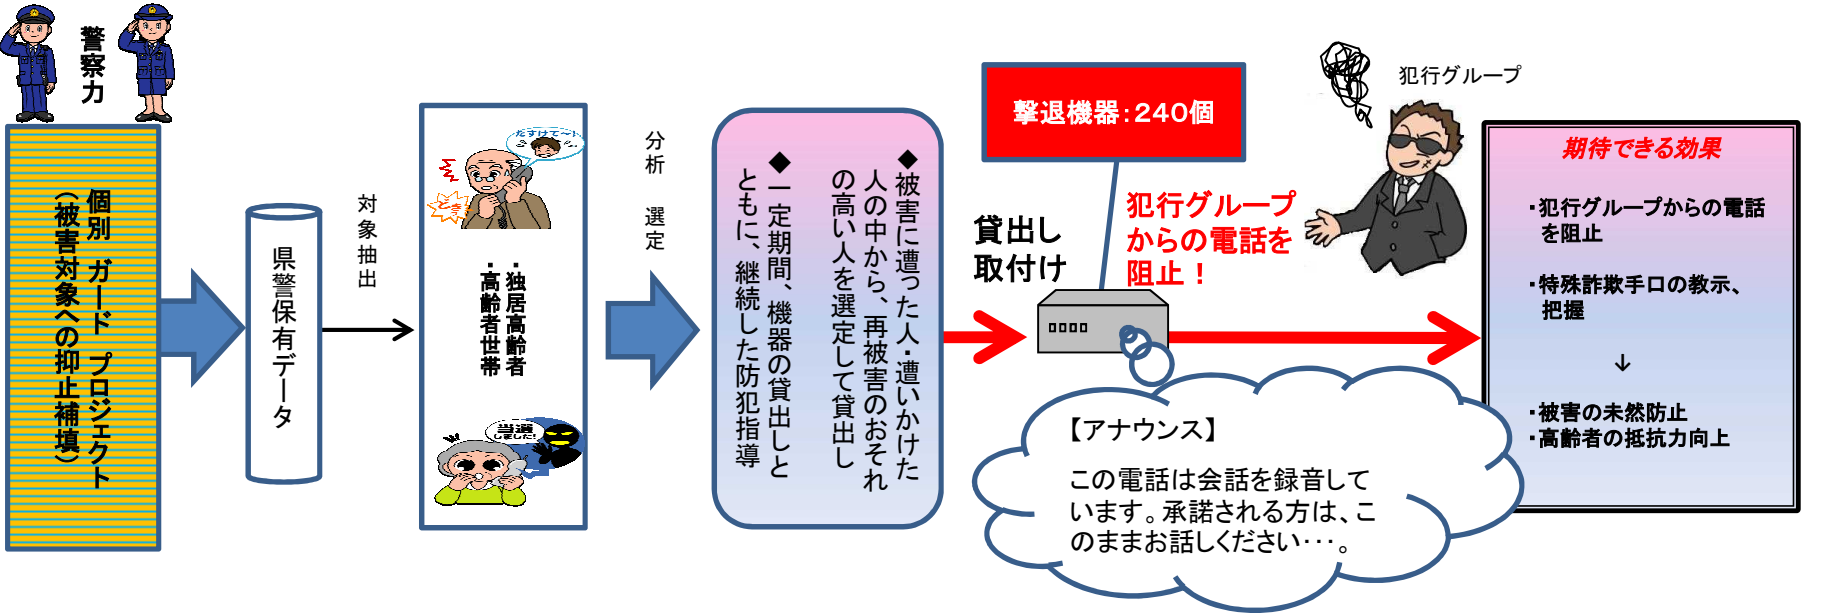 警察力
個別 ガード プロジェクト
（被害対象への抑止補填）
県警保有データ
対象抽出
たすけて～！
どき
・独居高齢者
・高齢者世帯
当選
しました！
分析 選定
◆被害に遭った人・遭いかけた
人の中から、再被害のおそれ
の高い人を選定して貸出し
◆一定期間、機器の貸出しと
ともに、継続した防犯指導
撃退機器：240個
貸出し
取付け
犯行グループ
からの電話を
阻止！
犯行グループ
【アナウンス】
この電話は会話を録音して
います。承諾される方は、こ
のままお話しください・・・。
期待できる効果
・犯行グループからの電話
を阻止
・特殊詐欺手口の教示、
把握
↓
・被害の未然防止
・高齢者の抵抗力向上